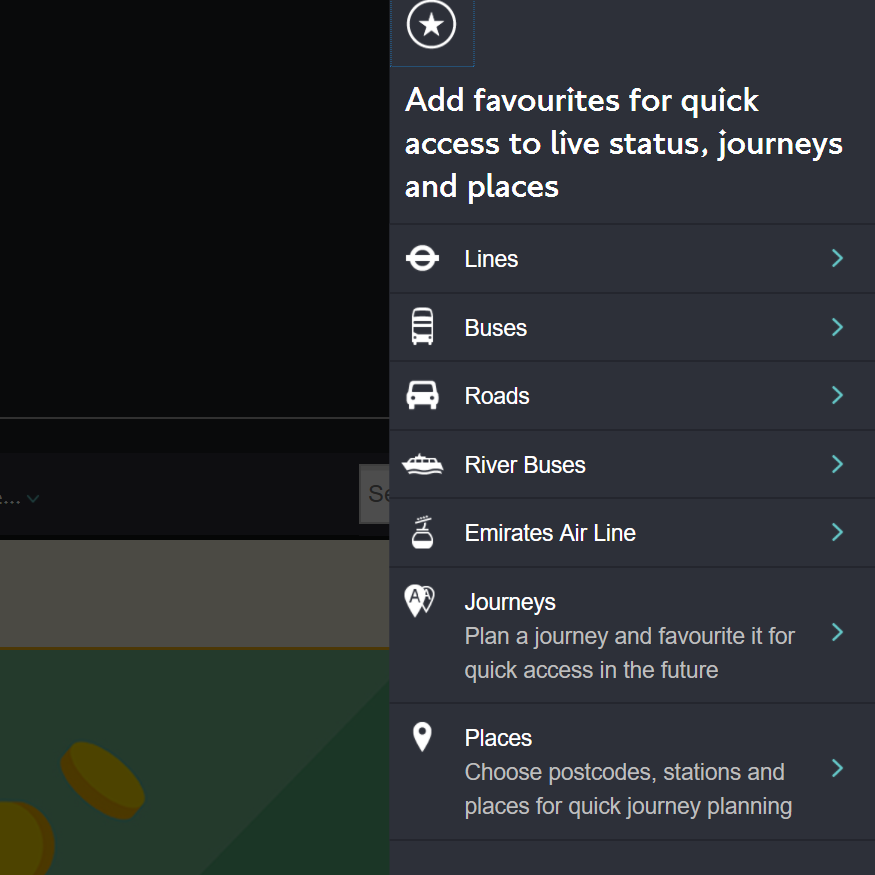 Add favourites for quick
access to live status, journeys
and places
Lines
Buses
Roads
River Buses
Emirates Air Line
A A
Journeys
Plan a journey and favourite it for
quick access in the future
Places
Choose postcodes, stations and
places for quick journey planning